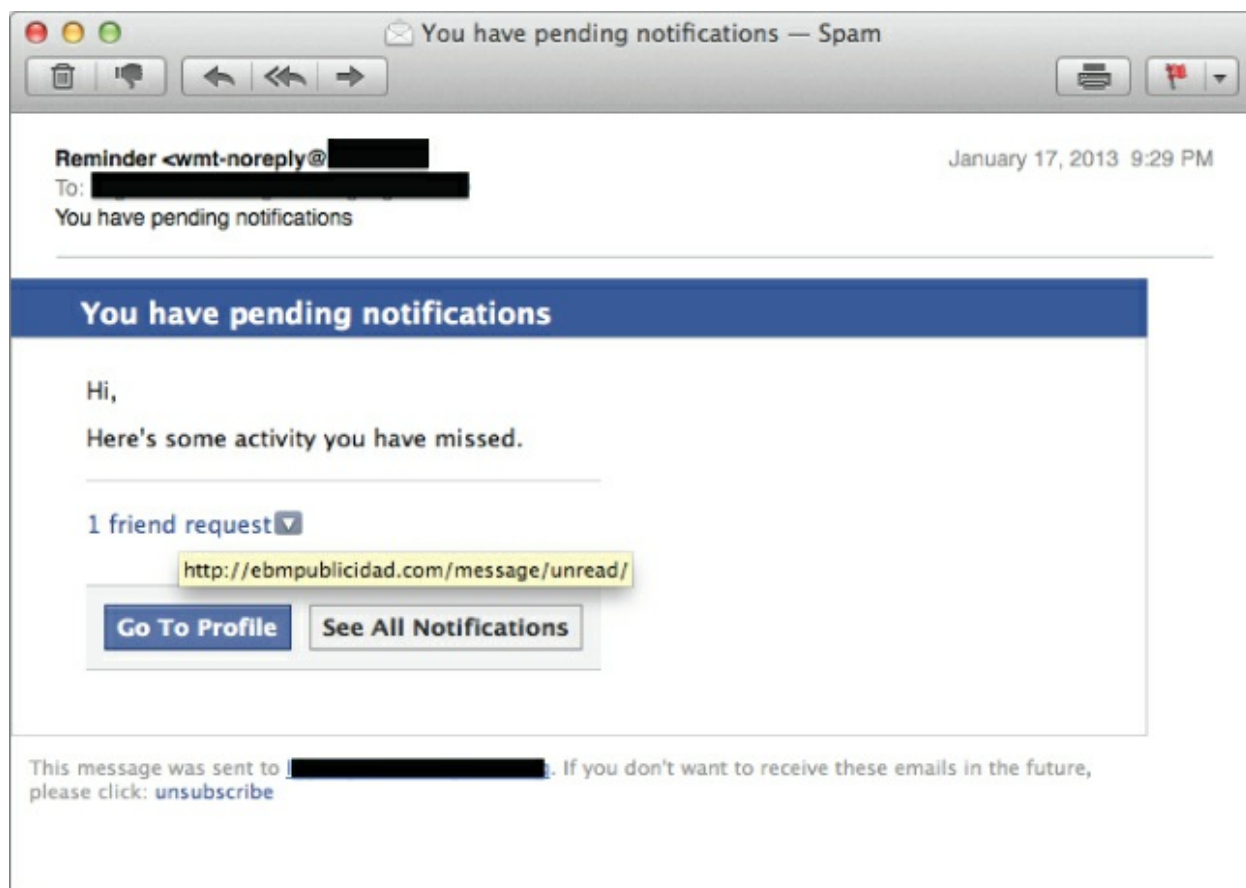 You have pending notifications — Spam
Reminder <wmt-noreply@
January 17, 2013 9:29 PM
To:
You have pending notifications
You have pending notifications
Hi,
Here's some activity you have missed.
1 friend request
http://ebmpublicidad.com/message/unread/
Go To Profile
See All Notifications
This message was sent to . If you don't want to receive these emails in the future,
please click: unsubscribe